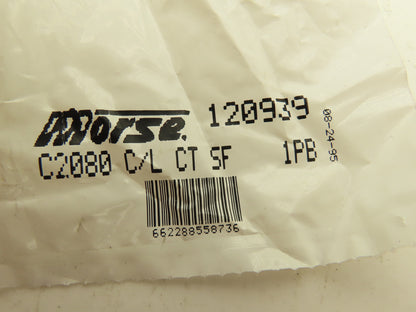 Morse. 120939
C2080 C/L CT SF 1PB
08-24-95
662288558736